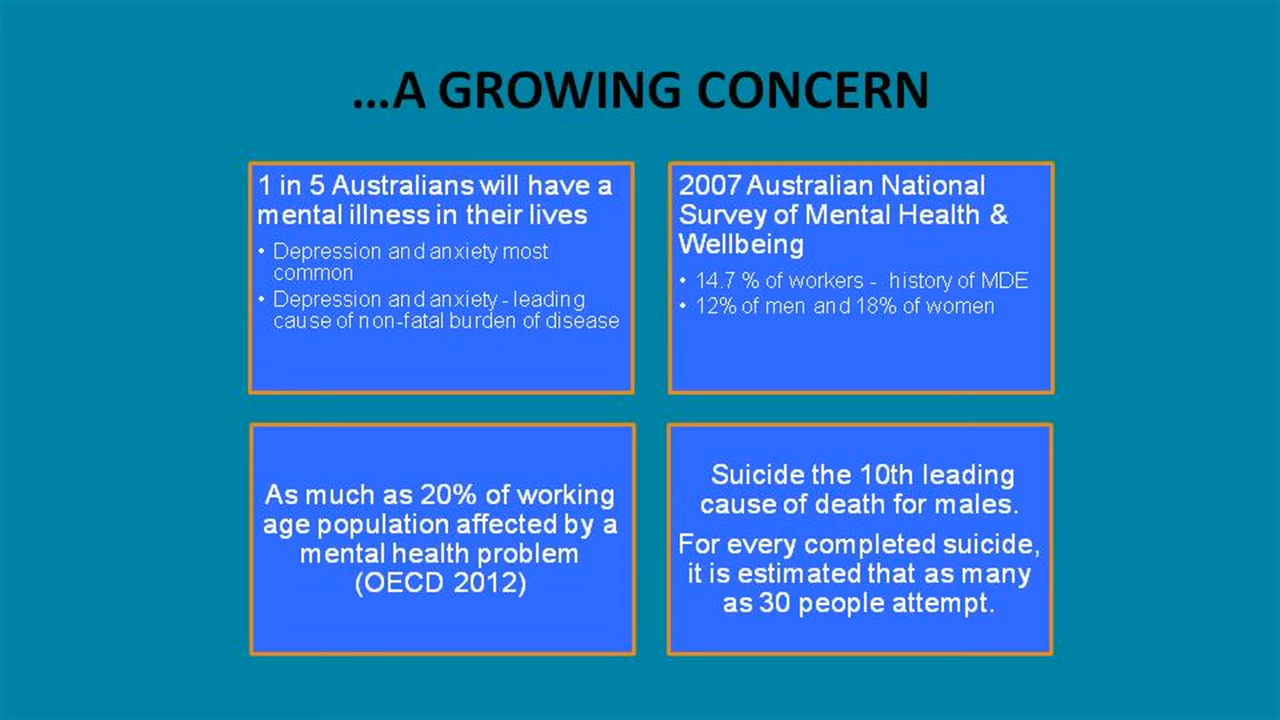 ...A GROWING CONCERN
1 in 5 Australians will have a
mental illness in their lives
• Depression and anxiety most
common
• Depression and anxiety - leading
cause of non-fatal burden of disease
2007 Australian National
Survey of Mental Health &
Wellbeing
• 14.7 % of workers - history of MDE
• 12% of men and 18% of women
As much as 20% of working
age population affected by a
mental health problem
(OECD 2012)
Suicide the 10th leading
cause of death for males.
For every completed suicide,
it is estimated that as many
as 30 people attempt.